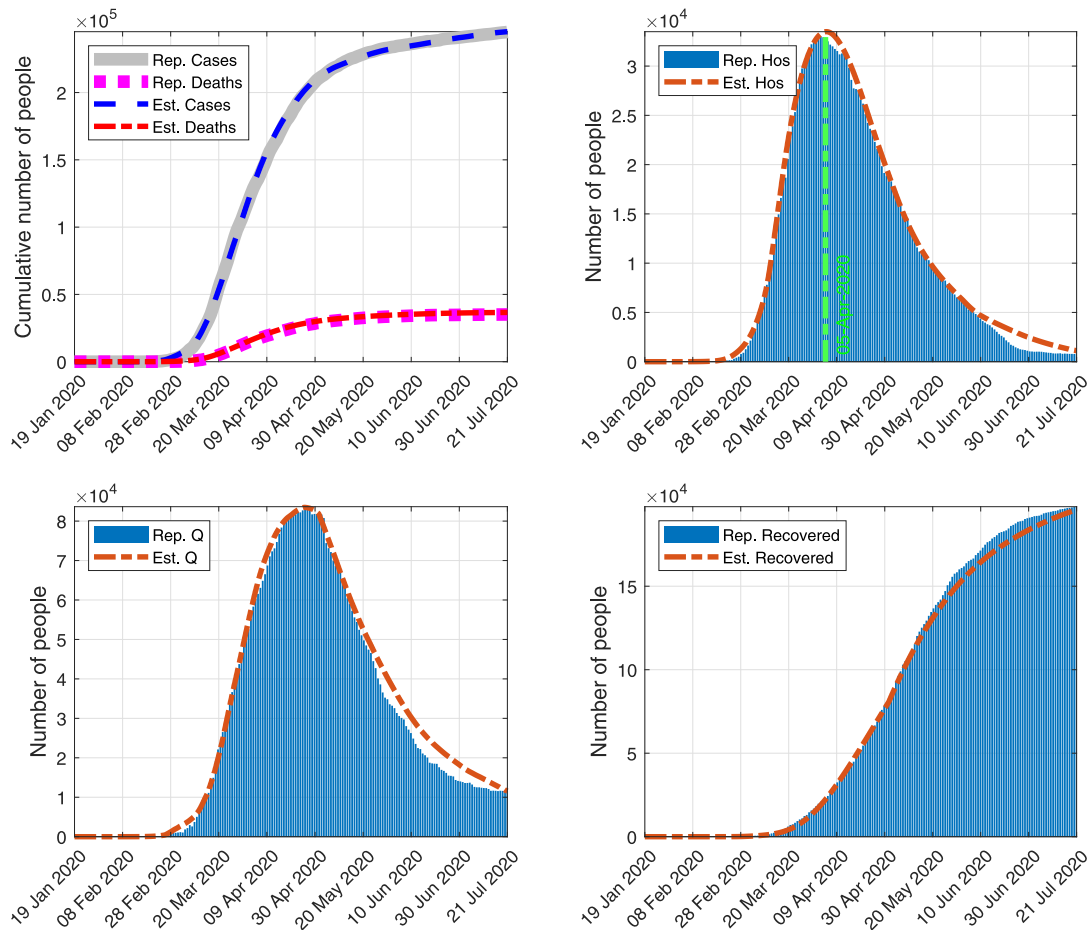 ×10^5
Cumulative number of people
2
1.5
1
0.5
0
Rep. Cases
Rep. Deaths
Est. Cases
Est. Deaths
19 Jan 2020
08 Feb 2020
28 Feb 2020
20 Mar 2020
09 Apr 2020
30 Apr 2020
20 May 2020
10 Jun 2020
30 Jun 2020
21 Jul 2020
×10^4
Number of people
3
2.5
2
1.5
1
0.5
0
Rep. Hos
Est. Hos
05-Apr-2020
19 Jan 2020
08 Feb 2020
28 Feb 2020
20 Mar 2020
09 Apr 2020
30 Apr 2020
20 May 2020
10 Jun 2020
30 Jun 2020
21 Jul 2020
×10^4
Number of people
8
7
6
5
4
3
2
1
0
Rep. Q
Est. Q
19 Jan 2020
08 Feb 2020
28 Feb 2020
20 Mar 2020
09 Apr 2020
30 Apr 2020
20 May 2020
10 Jun 2020
30 Jun 2020
21 Jul 2020
×10^4
Number of people
15
10
5
0
Rep. Recovered
Est. Recovered
19 Jan 2020
08 Feb 2020
28 Feb 2020
20 Mar 2020
09 Apr 2020
30 Apr 2020
20 May 2020
10 Jun 2020
30 Jun 2020
21 Jul 2020